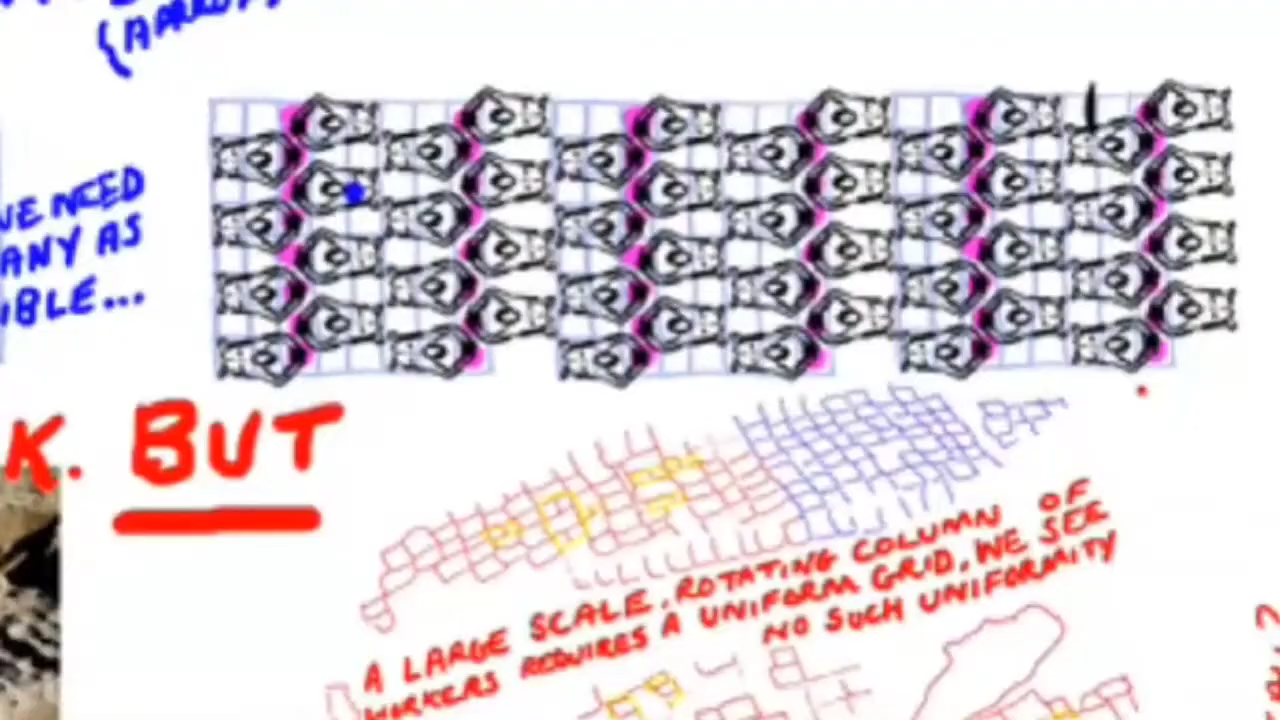 WE NEED
ANY AS
IBLE...
K. BUT
A LARGE SCALE, ROTATING COLUMN OF
WORKERS REQUIRES A UNIFORM GRID, WE SEE
NO SUCH UNIFORMITY